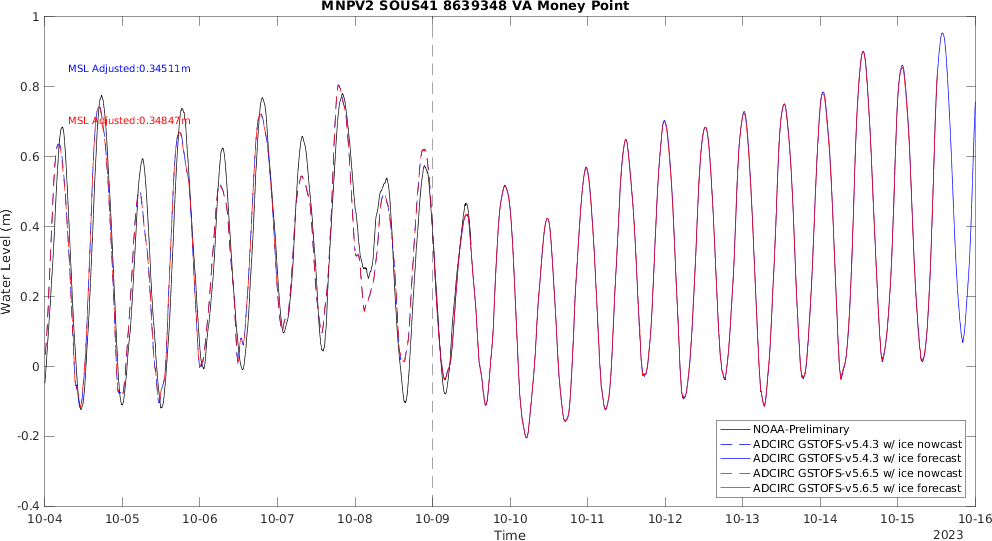 MNPV2 SOUS41 8639348 VA Money Point
MSL Adjusted:0.34511m
MSL Adjusted:0.34847m
Water Level (m)
1
0.8
0.6
0.4
0.2
0
-0.2
-0.4
10-04 10-05 10-06 10-07 10-08 10-09 10-10 10-11 10-12 10-13 10-14 10-15 10-16
Time
2023
NOAA-Preliminary
ADCIRC GSTOFS-v5.4.3 w/ ice nowcast
ADCIRC GSTOFS-v5.4.3 w/ ice forecast
ADCIRC GSTOFS-v5.6.5 w/ ice nowcast
ADCIRC GSTOFS-v5.6.5 w/ ice forecast